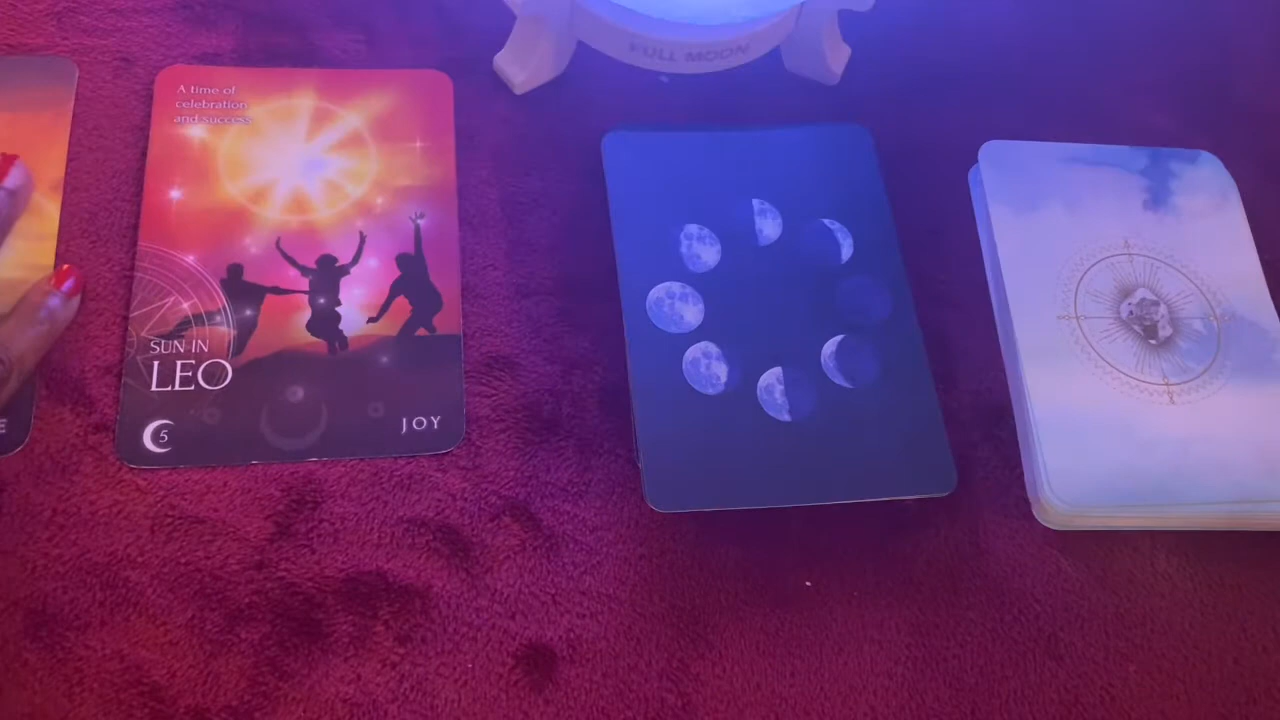 FULL MOON
A time of
celebration
and success
SUN IN
LEO
5
JOY
E